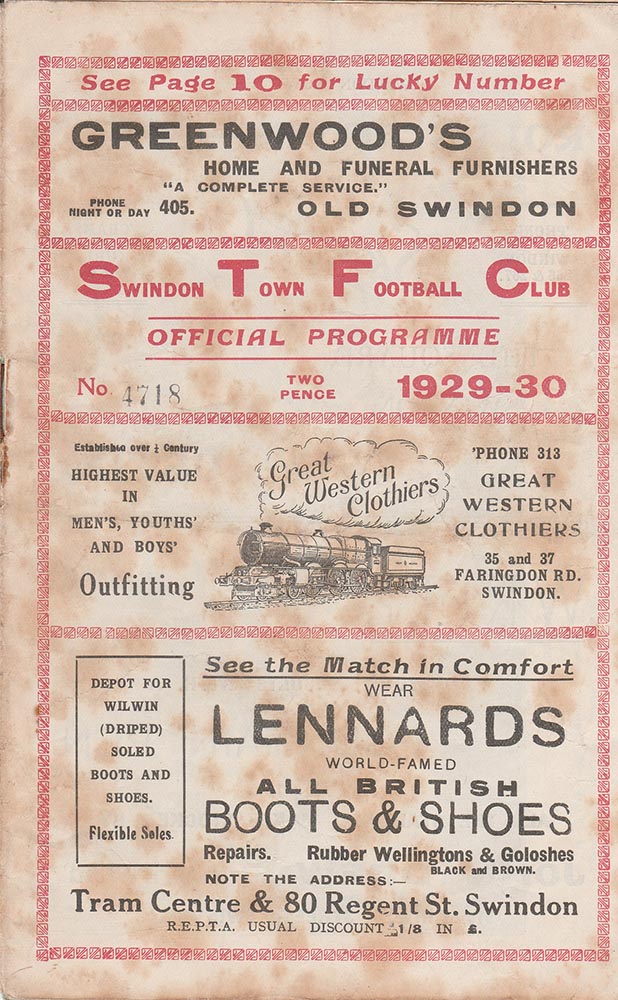 See Page 10 for Lucky Number
GREENWOOD'S
HOME AND FUNERAL FURNISHERS
"A COMPLETE SERVICE."
PHONE
NIGHT OR DAY 405. OLD SWINDON
SWINDON TOWN FOOTBALL CLUB
OFFICIAL PROGRAMME
No 4718 TWO PENCE 1929-30
Established over ½ Century
HIGHEST VALUE
IN
MEN'S, YOUTHS'
AND BOYS'
Outfitting
Great
Western
Clothiers
'PHONE 313
GREAT
WESTERN
CLOTHIERS
35 and 37
FARINGDON RD.
SWINDON.
DEPOT FOR
WILWIN
(DRIPED)
SOLED
BOOTS AND
SHOES.
Flexible Soles.
See the Match in Comfort
WEAR
LENNARDS
WORLD-FAMED
ALL BRITISH
BOOTS & SHOES
Repairs. Rubber Wellingtons & Goloshes
BLACK and BROWN.
NOTE THE ADDRESS:—
Tram Centre & 80 Regent St. Swindon
R.E.P.T.A. USUAL DISCOUNT 1/8 IN £.